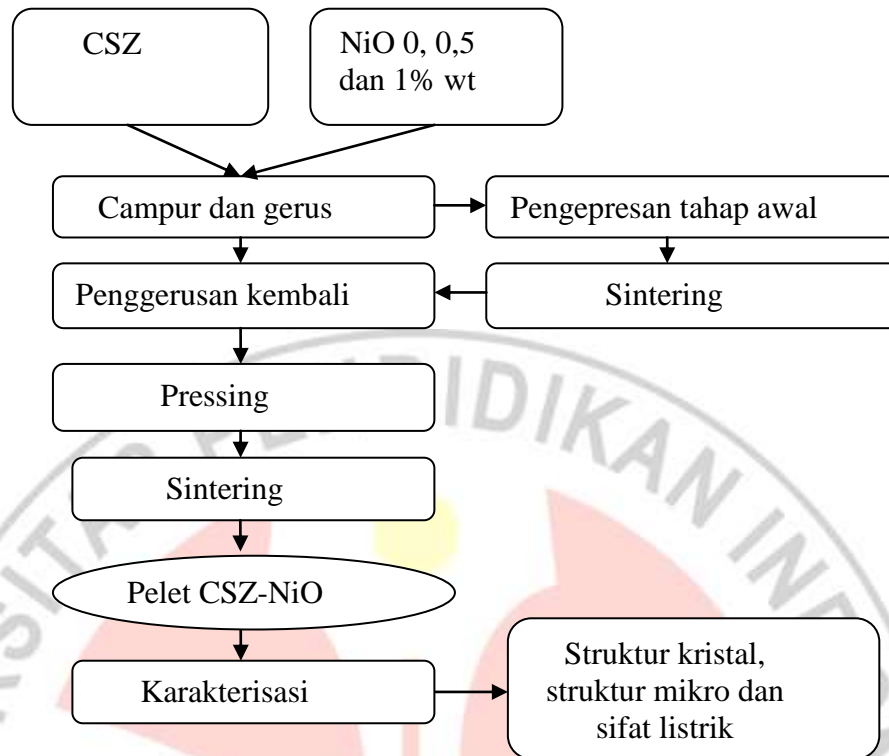 CSZ
NiO 0, 0,5
dan 1% wt
Campur dan gerus
Pengepresan tahap awal
Penggerusan kembali
Sintering
Pressing
Sintering
Pelet CSZ-NiO
Karakterisasi
Struktur kristal,
struktur mikro dan
sifat listrik